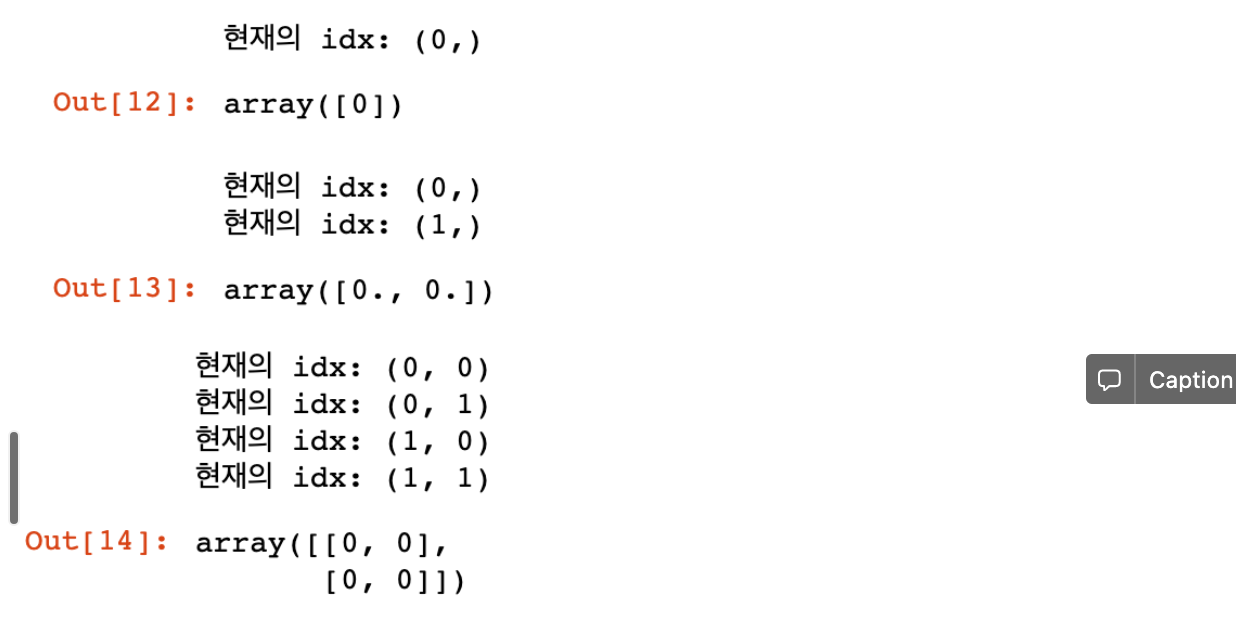 현재의 idx: (0,)
Out[12]: array([0])
현재의 idx: (0,)
현재의 idx: (1,)
Out[13]: array([0., 0.])
현재의 idx: (0, 0)
현재의 idx: (0, 1)
현재의 idx: (1, 0)
현재의 idx: (1, 1)
Out[14]: array([[0, 0],
[0, 0]])
Caption